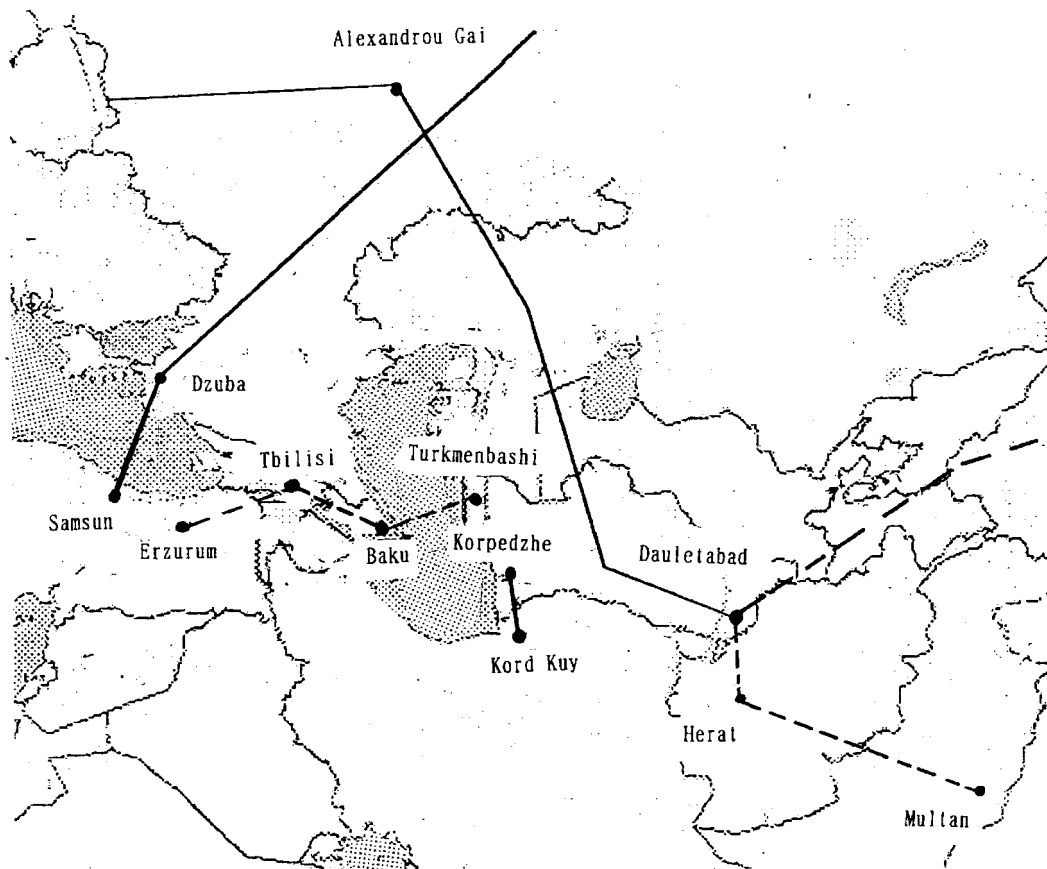 Alexandrou Gai
Dzuba
Tbilisi
Turkmenbashi
Samsun
Erzurum
Baku
Korpedzhe
Dauletabad
Kord Kuy
Herat
Multan